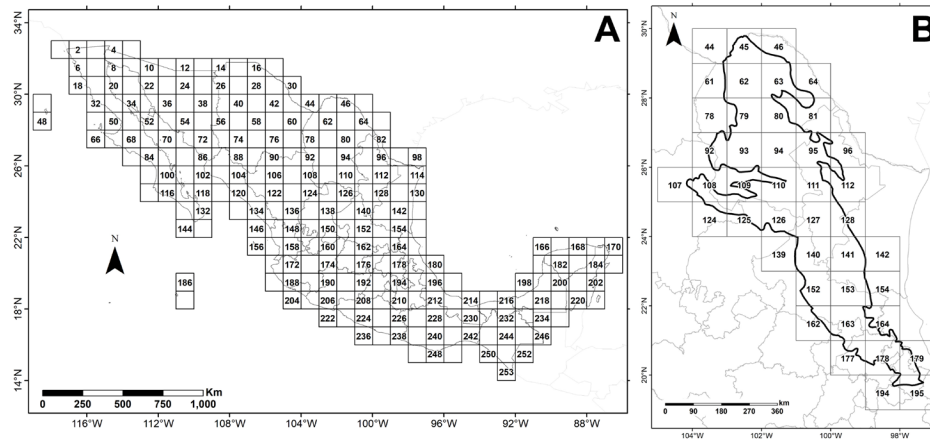 A
34°N
30°N
26°N
22°N
18°N
14°N
2 4
6 8 10 12 14 16
18 20 22 24 26 28 30
32 34 36 38 40 42 44 46
48 50 52 54 56 58 60 62 64
66 68 70 72 74 76 78 80 82
84 86 88 90 92 94 96 98
100 102 104 106 108 110 112 114
116 118 120 122 124 126 128 130
132 134 136 138 140 142
144 146 148 150 152 154
156 158 160 162 164 166 168 170
N
172 174 176 178 180 182 184
186 188 190 192 194 196 198 200 202
204 206 208 210 212 214 216 218 220
222 224 226 228 230 232 234
236 238 240 242 244 246
248 250 252
253
Km
0 250 500 750 1,000
116°W 112°W 108°W 104°W 100°W 96°W 92°W 88°W
B
N
30°N
28°N
26°N
24°N
22°N
20°N
44 45 46
61 62 63 64
78 79 80 81
92 93 94 95 96
107 108 109 110 111 112
124 125 126 127 128
139 140 141 142
152 153 154
162 163 164
177 178 179
194 195
km
0 90 180 270 360
104°W 102°W 100°W 98°W